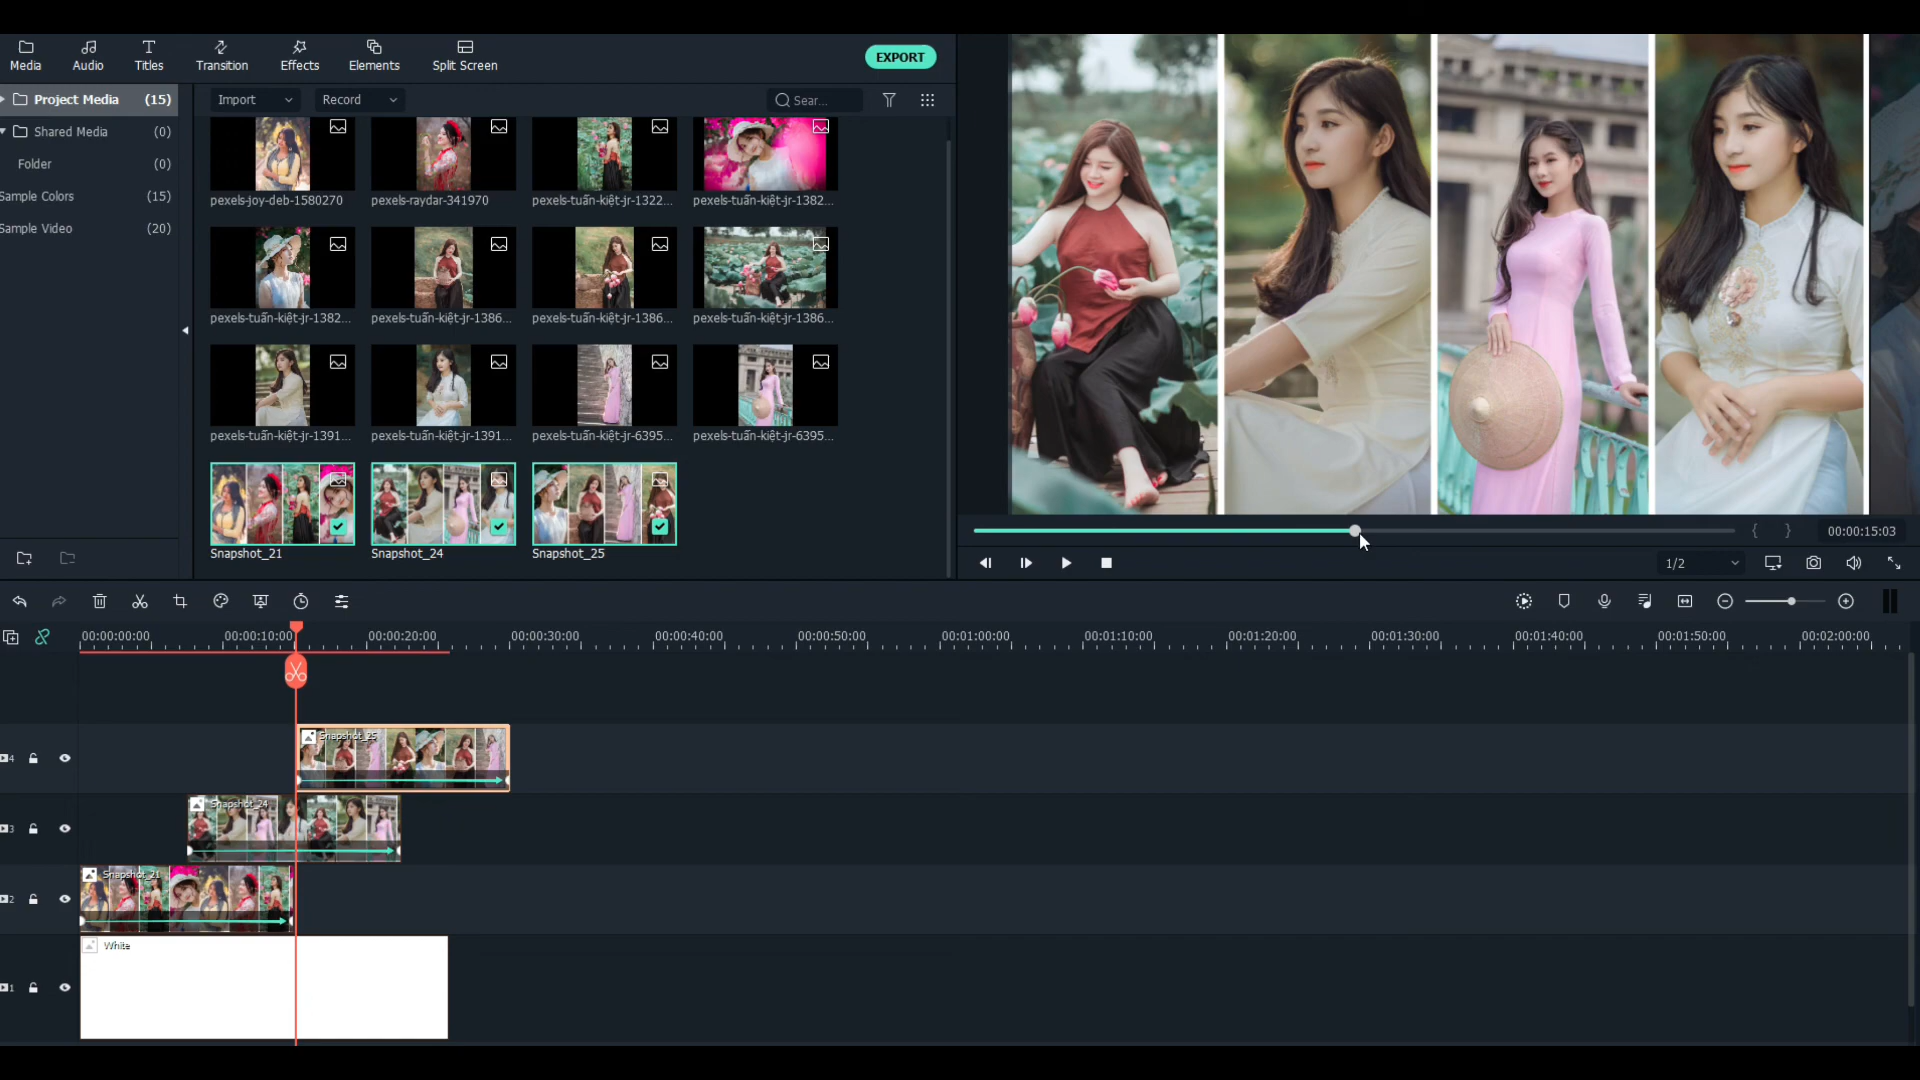 Media Audio Titles Transition Effects Elements Split Screen EXPORT
Project Media (15) Import Record Sear...
Shared Media (0)
Folder (0)
Sample Colors (15)
Sample Video (20)
pexels-joy-deb-1580270 pexels-raydar-341970 pexels-tuấn-kiệt-jr-1322... pexels-tuấn-kiệt-jr-1382...
pexels-tuấn-kiệt-jr-1382... pexels-tuấn-kiệt-jr-1386... pexels-tuấn-kiệt-jr-1386... pexels-tuấn-kiệt-jr-1386...
pexels-tuấn-kiệt-jr-1391... pexels-tuấn-kiệt-jr-1391... pexels-tuấn-kiệt-jr-6395... pexels-tuấn-kiệt-jr-6395...
Snapshot_21 Snapshot_24 Snapshot_25
{ } 00:00:15:03
1/2
00:00:00:00 00:00:10:00 00:00:20:00 00:00:30:00 00:00:40:00 00:00:50:00 00:01:00:00 00:01:10:00 00:01:20:00 00:01:30:00 00:01:40:00 00:01:50:00 00:02:00:00
Snapshot_25
4
Snapshot_24
3
Snapshot_21
2
White
1